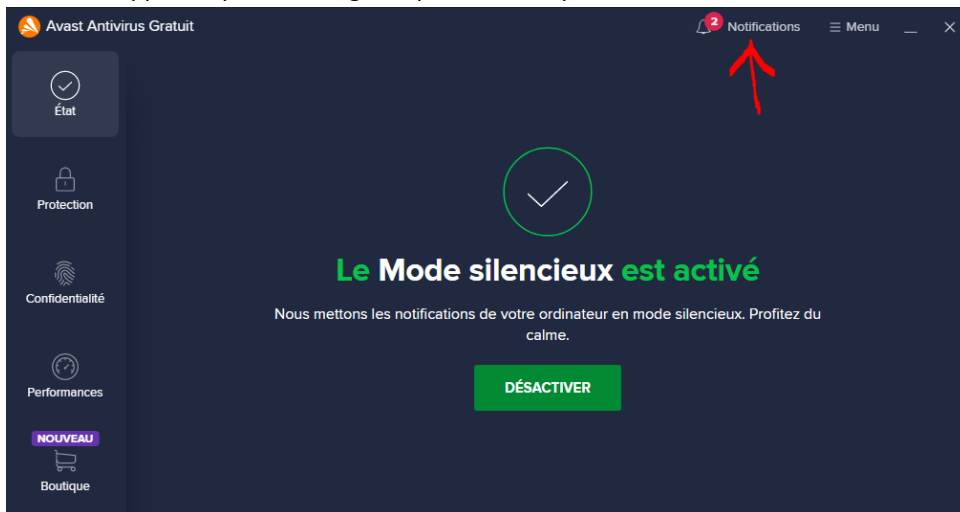 Avast Antivirus Gratuit
2
Notifications
Menu
État
Protection
Confidentialité
Performances
NOUVEAU
Boutique
Le Mode silencieux est activé
Nous mettons les notifications de votre ordinateur en mode silencieux. Profitez du
calme.
DÉSACTIVER